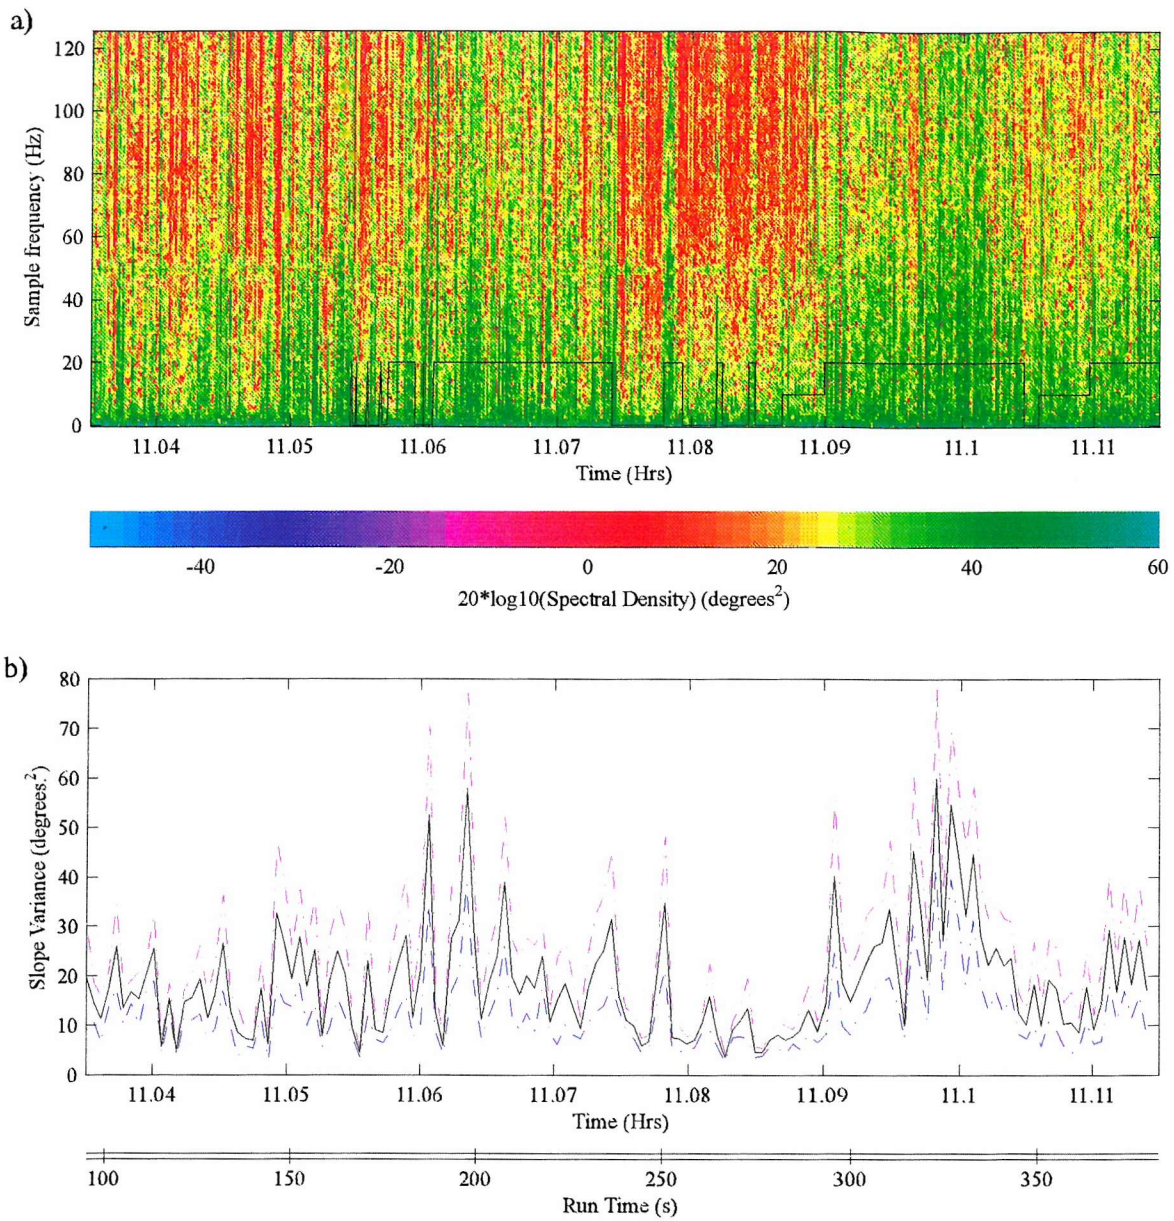 a)
120
100
80
60
40
20
0
Sample frequency (Hz)
11.04 11.05 11.06 11.07 11.08 11.09 11.1 11.11
Time (Hrs)
-40 -20 0 20 40 60
20*log10(Spectral Density) (degrees²)
b)
80
70
60
50
40
30
20
10
0
Slope Variance (degrees.²)
11.04 11.05 11.06 11.07 11.08 11.09 11.1 11.11
Time (Hrs)
100 150 200 250 300 350
Run Time (s)